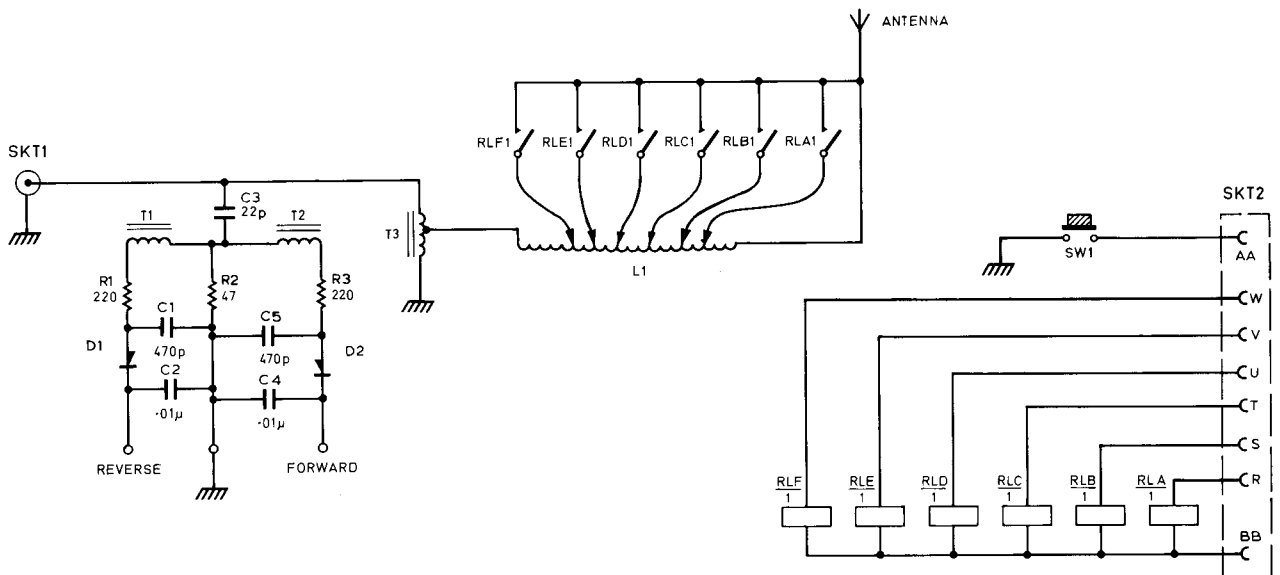 ANTENNA
RLF1
RLE1
RLD1
RLC1
RLB1
RLA1
SKT1
C3
22p
T1
T2
T3
L1
R1
220
R2
47
R3
220
C1
470p
C5
470p
D1
D2
C2
·01µ
C4
·01µ
REVERSE
FORWARD
SKT2
SW1
AA
W
V
U
T
S
R
BB
RLF
1
RLE
1
RLD
1
RLC
1
RLB
1
RLA
1